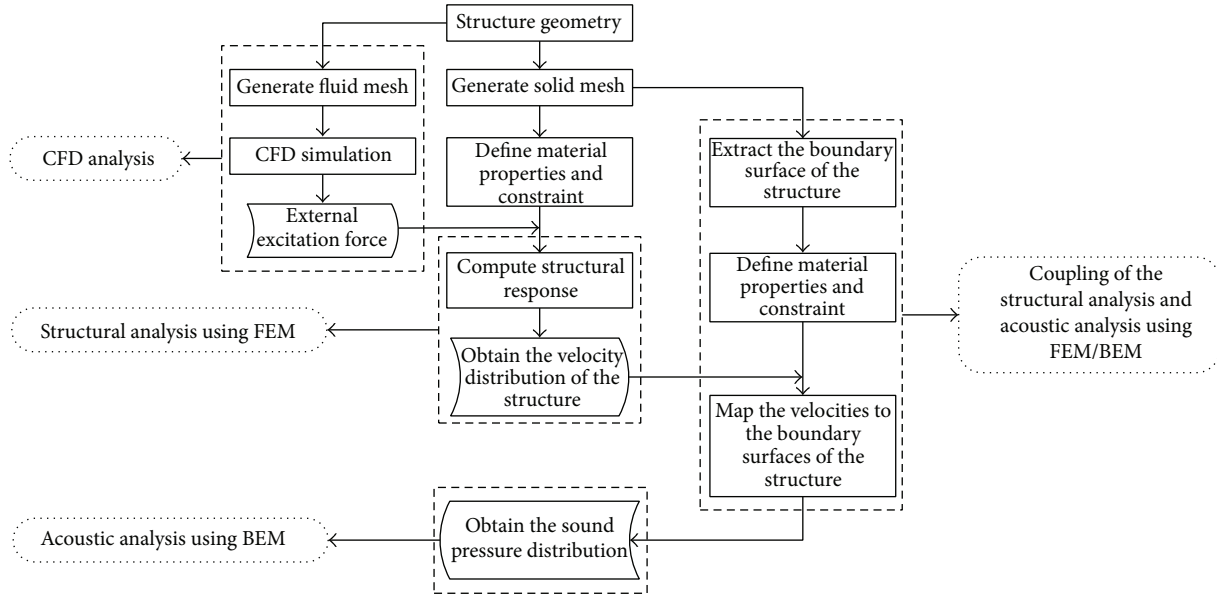 Structure geometry
Generate fluid mesh
Generate solid mesh
CFD analysis
CFD simulation
Define material
properties and
constraint
Extract the boundary
surface of the
structure
External
excitation force
Compute structural
response
Define material
properties and
constraint
Coupling of the
structural analysis and
acoustic analysis using
FEM/BEM
Structural analysis using FEM
Obtain the velocity
distribution of the
structure
Map the velocities to
the boundary
surfaces of the
structure
Acoustic analysis using BEM
Obtain the sound
pressure distribution